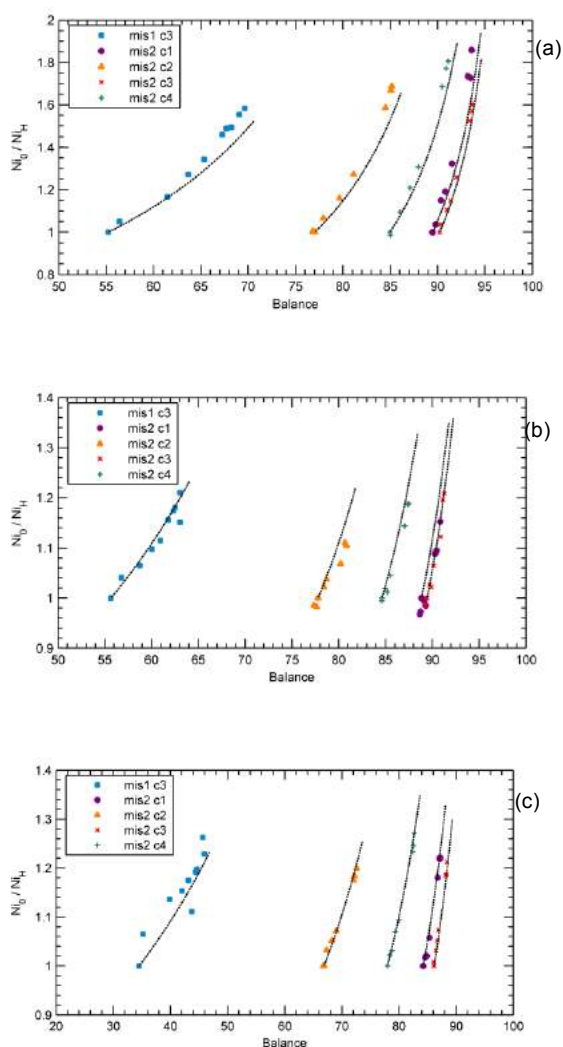 (a)
mis1 c3
mis2 c1
mis2 c2
mis2 c3
mis2 c4
Ni0 / NiH
2
1.8
1.6
1.4
1.2
1
0.8
50 55 60 65 70 75 80 85 90 95 100
Balance
(b)
mis1 c3
mis2 c1
mis2 c2
mis2 c3
mis2 c4
Ni0 / NiH
1.4
1.3
1.2
1.1
1
0.9
50 55 60 65 70 75 80 85 90 95 100
Balance
(c)
mis1 c3
mis2 c1
mis2 c2
mis2 c3
mis2 c4
Ni0 / NiH
1.4
1.3
1.2
1.1
1
0.9
20 30 40 50 60 70 80 90 100
Balance